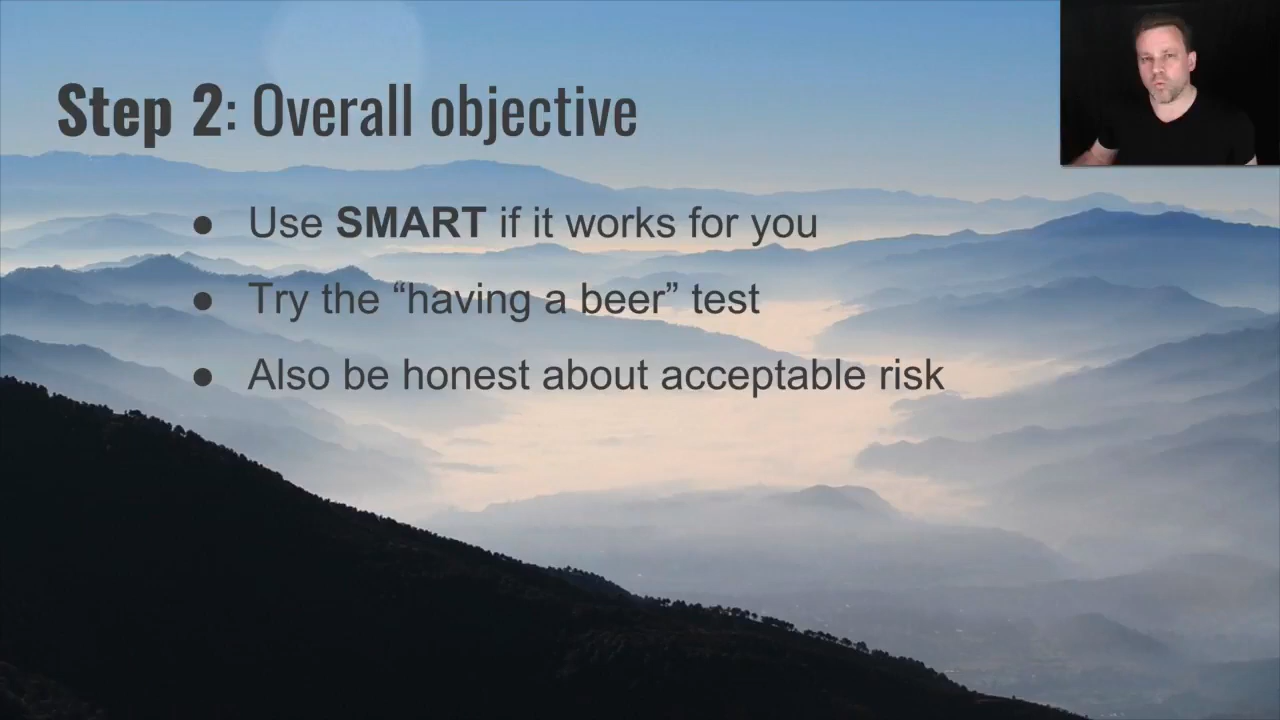 Step 2: Overall objective
● Use SMART if it works for you
● Try the “having a beer” test
● Also be honest about acceptable risk